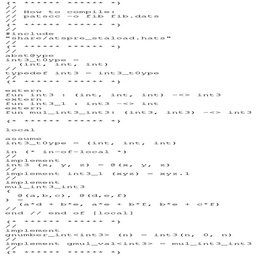 (* ****** ****** *)
//
// How to compile:
// patscc -o fib fib.dats
//
(* ****** ****** *)
//
#include
"share/atspre_staload.hats"
//
(* ****** ****** *)
//
abst@ype
int3_t0ype =
  (int, int, int)
//
typedef int3 = int3_t0ype
//
(* ****** ****** *)
extern
fun int3 : (int, int, int) -<> int3
extern
fun int3_1 : int3 -<> int
extern
fun mul_int3_int3: (int3, int3) -<> int3
(* ****** ****** *)
local
assume
int3_t0ype = (int, int, int)
in (* in-of-local *)
//
implement
int3 (x, y, z) = @(x, y, z)
//
implement int3_1 (xyz) = xyz.1
//
implement
mul_int3_int3
(
  @(a,b,c), @(d,e,f)
) =
  (a*d + b*e, a*e + b*f, b*e + c*f)
//
end // end of [local]
(* ****** ****** *)
//
implement
gnumber_int<int3> (n) = int3(n, 0, n)
//
implement gmul_val<int3> = mul_int3_int3
//
(* ****** ****** *)